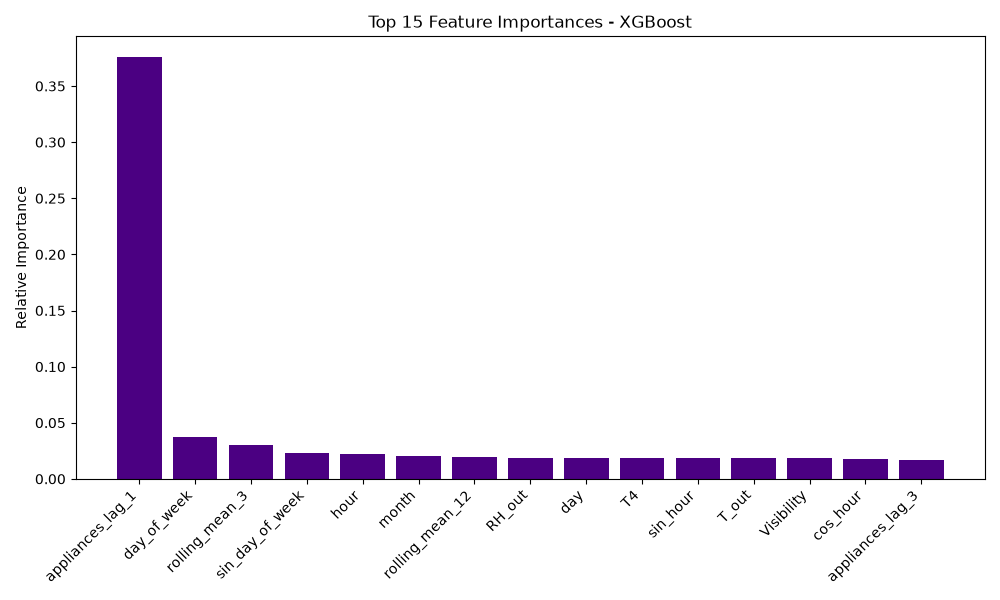 Top 15 Feature Importances - XGBoost
Relative Importance
0.35
0.30
0.25
0.20
0.15
0.10
0.05
0.00
appliances_lag_1
day_of_week
rolling_mean_3
sin_day_of_week
hour
month
rolling_mean_12
RH_out
day
T4
sin_hour
T_out
Visibility
cos_hour
appliances_lag_3